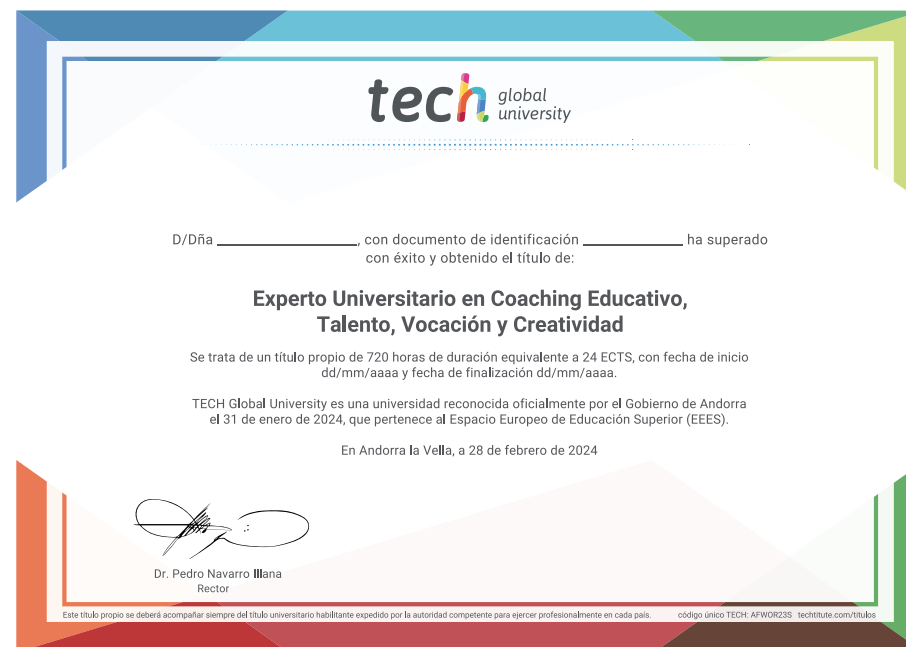 tech global university
D/Dña ____________________, con documento de identificación ______________ ha superado
con éxito y obtenido el título de:
Experto Universitario en Coaching Educativo,
Talento, Vocación y Creatividad
Se trata de un título propio de 720 horas de duración equivalente a 24 ECTS, con fecha de inicio
dd/mm/aaaa y fecha de finalización dd/mm/aaaa.
TECH Global University es una universidad reconocida oficialmente por el Gobierno de Andorra
el 31 de enero de 2024, que pertenece al Espacio Europeo de Educación Superior (EEES).
En Andorra la Vella, a 28 de febrero de 2024
Dr. Pedro Navarro Illana
Rector
Este título propio se deberá acompañar siempre del título universitario habilitante expedido por la autoridad competente para ejercer profesionalmente en cada país.
código único TECH: AFWOR23S techtitute.com/titulos